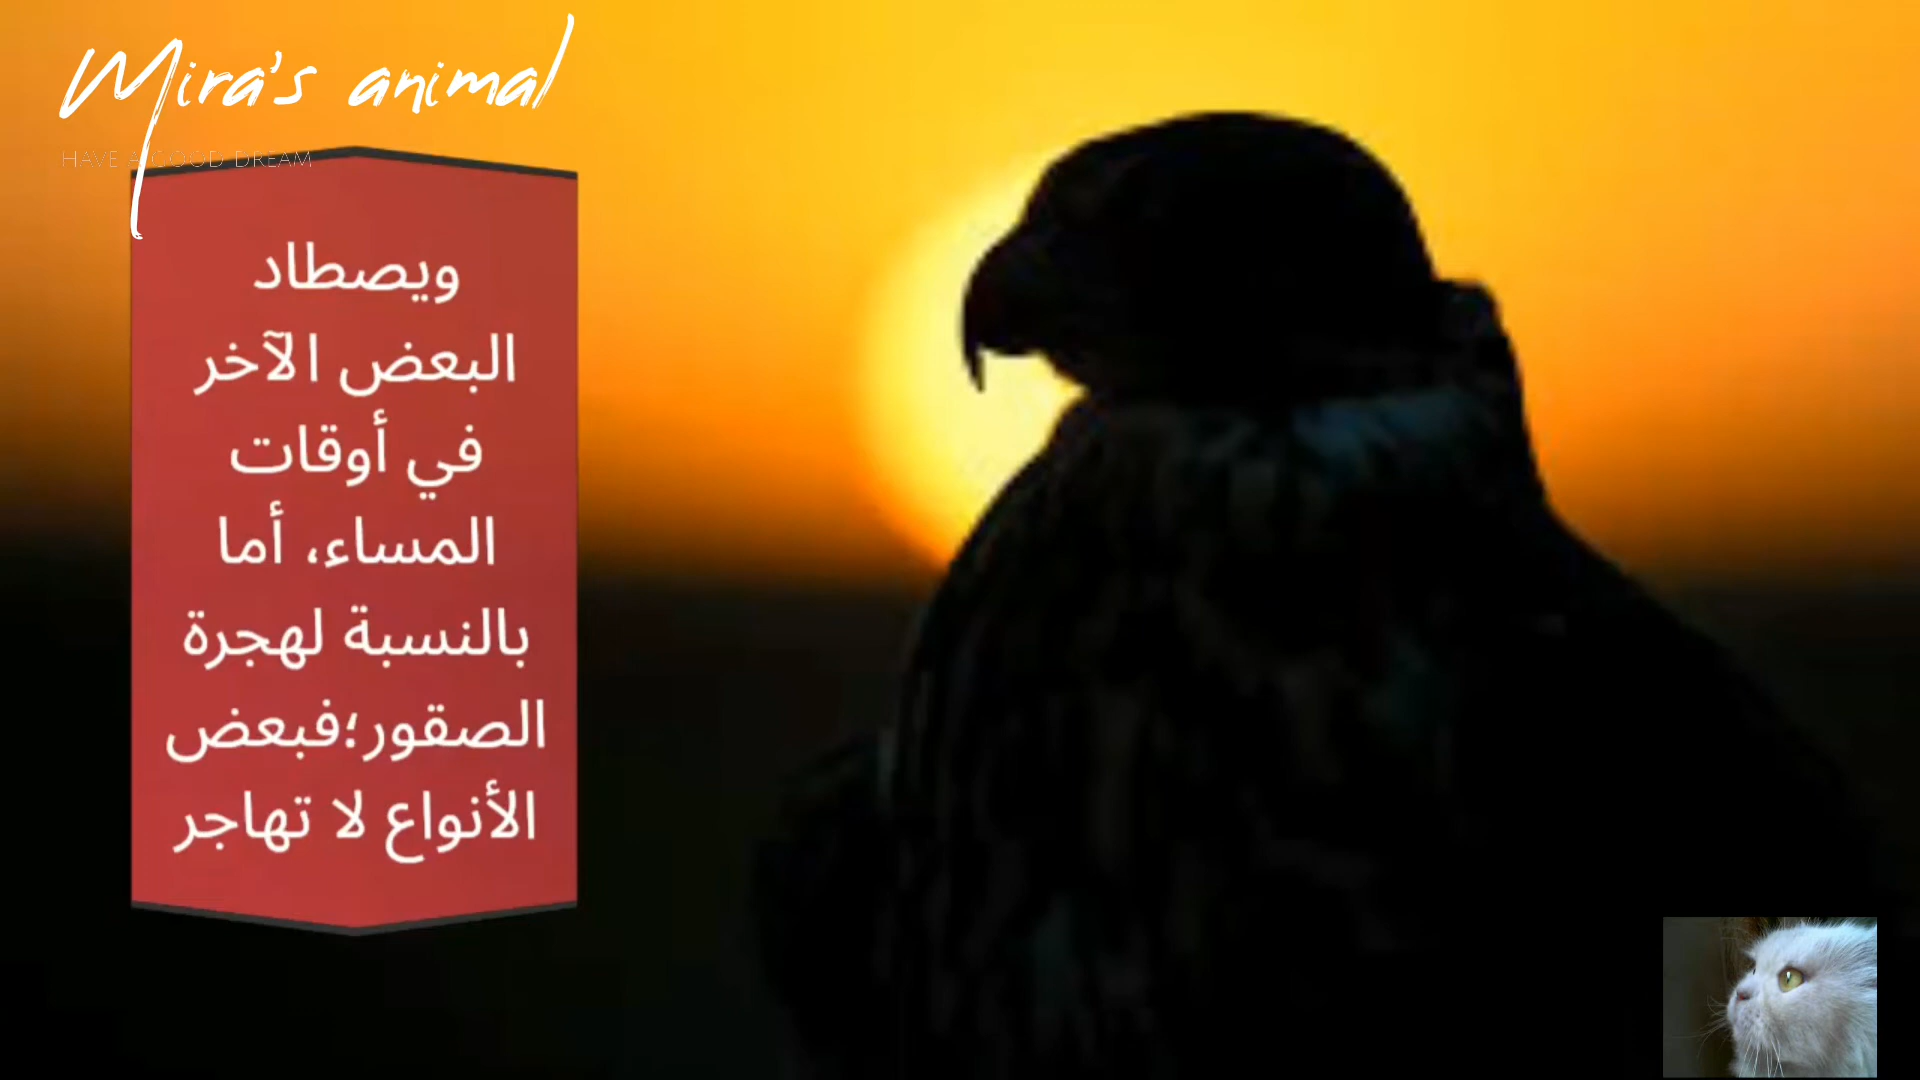 Mira's animal
HAVE A GOOD DREAM
ويصطاد
البعض الآخر
في أوقات
المساء، أما
بالنسبة لهجرة
الصقور؛فبعض
الأنواع لا تهاجر